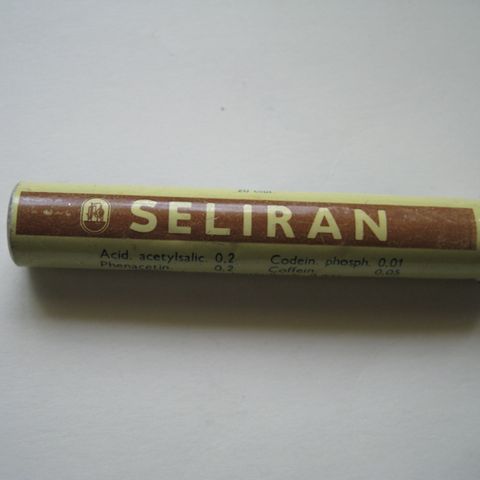 SELIRAN
Acid. acetylsalic. 0.2 Codein. phosph. 0.01
Phenacetin. 0.2 Coffein. 0.05